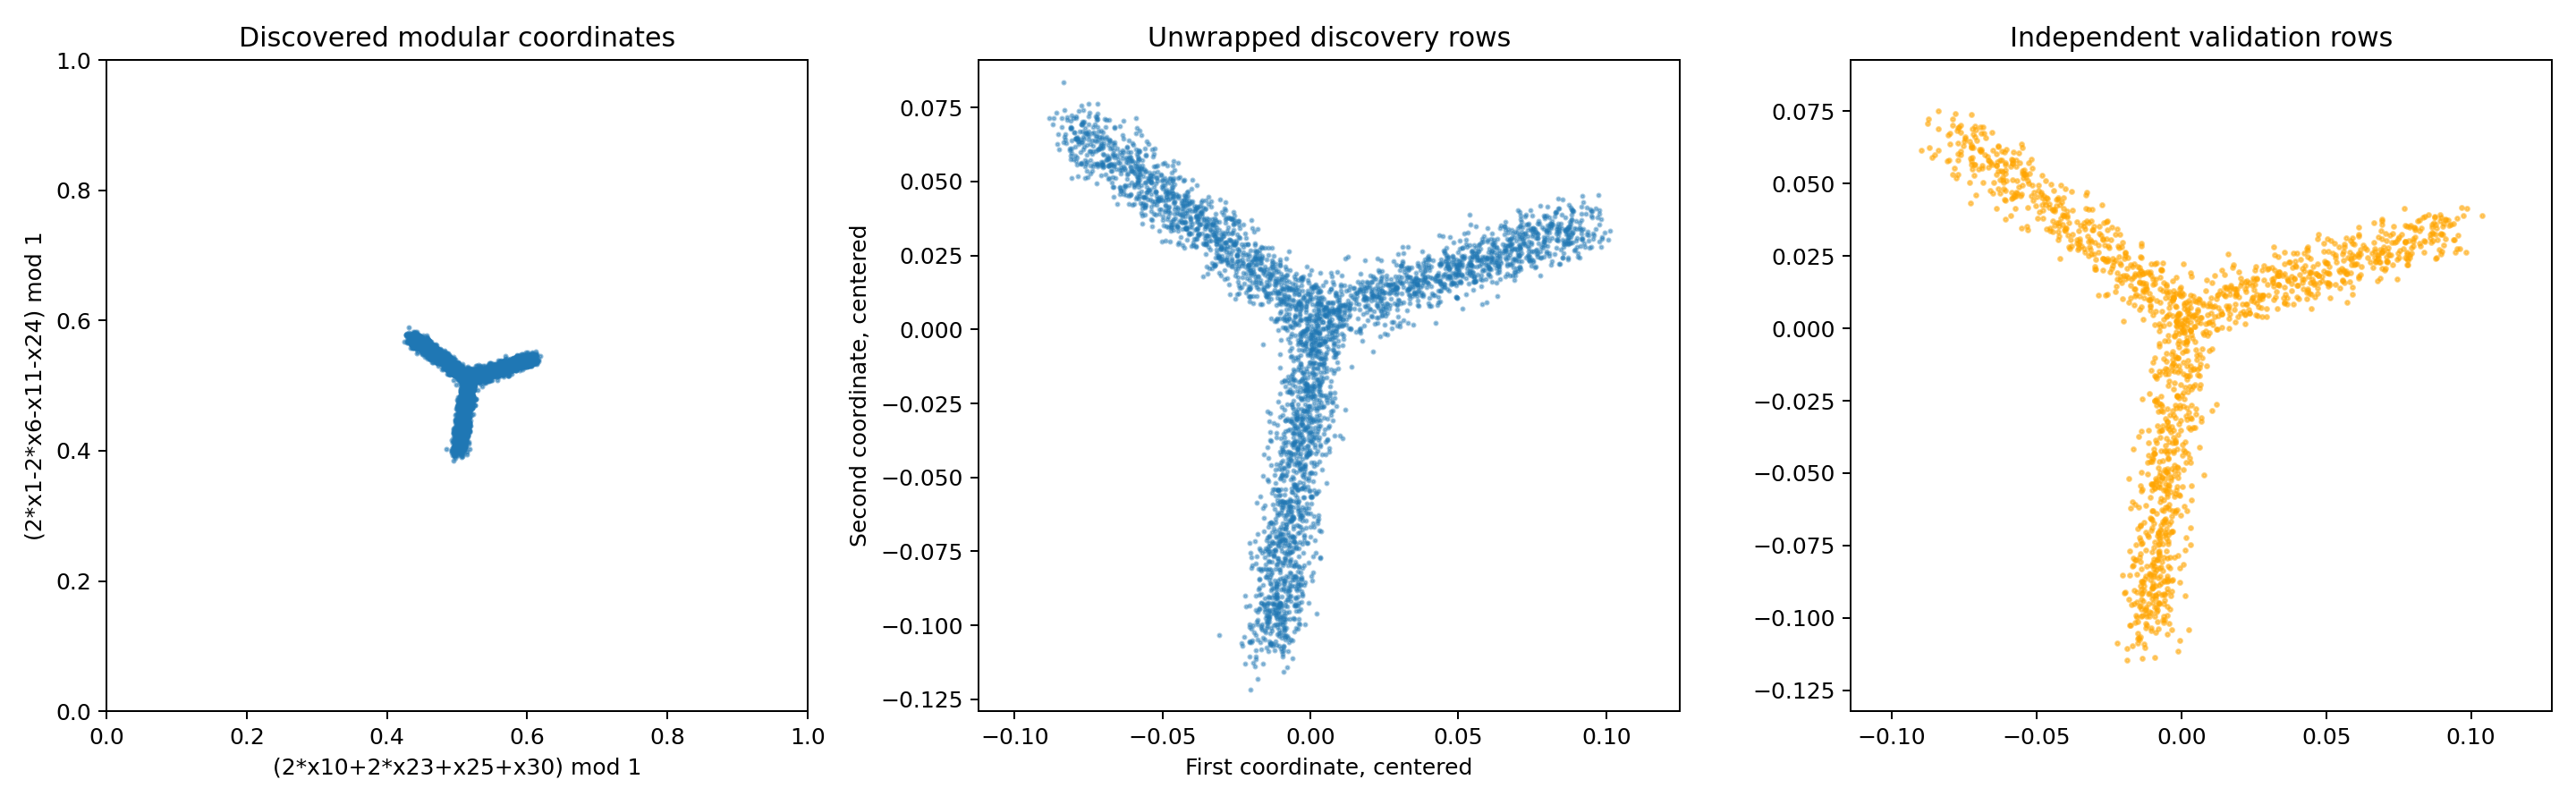 Discovered modular coordinates
(2*x1-2*x6-x11-x24) mod 1
1.0
0.8
0.6
0.4
0.2
0.0
0.0 0.2 0.4 0.6 0.8 1.0
(2*x10+2*x23+x25+x30) mod 1
Unwrapped discovery rows
Second coordinate, centered
0.075
0.050
0.025
0.000
−0.025
−0.050
−0.075
−0.100
−0.125
−0.10 −0.05 0.00 0.05 0.10
First coordinate, centered
Independent validation rows
0.075
0.050
0.025
0.000
−0.025
−0.050
−0.075
−0.100
−0.125
−0.10 −0.05 0.00 0.05 0.10